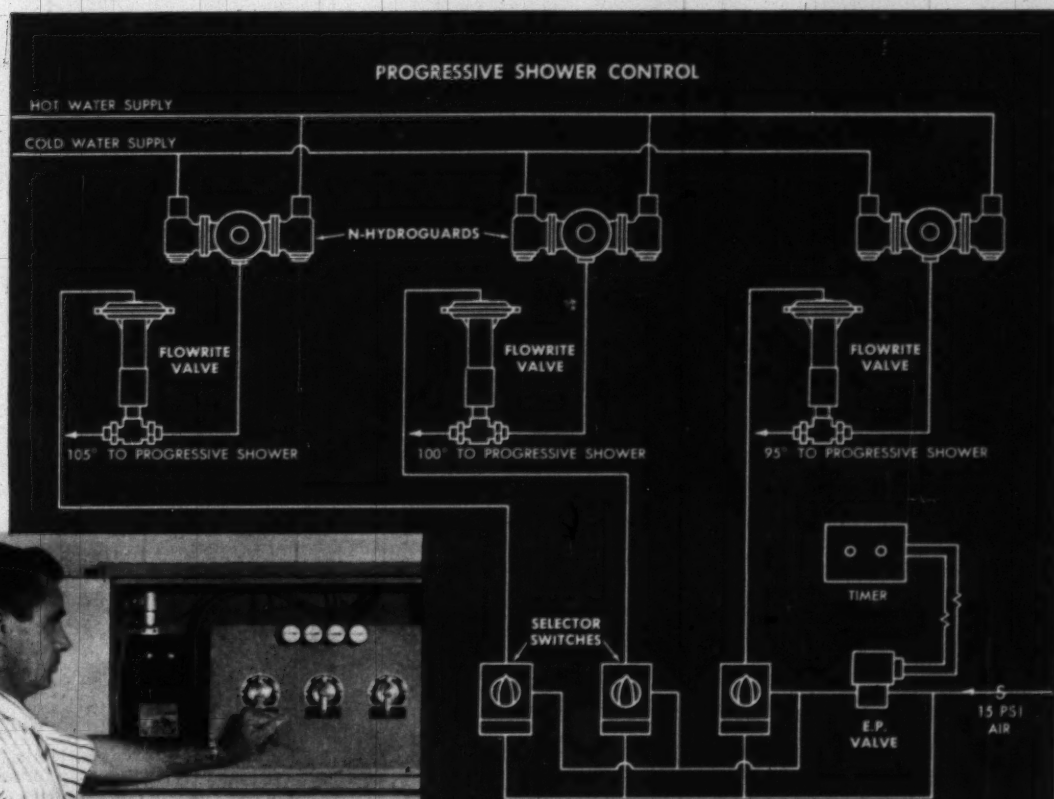 PROGRESSIVE SHOWER CONTROL
HOT WATER SUPPLY
COLD WATER SUPPLY
N-HYDROGUARDS
FLOWRITE
VALVE
FLOWRITE
VALVE
FLOWRITE
VALVE
105° TO PROGRESSIVE SHOWER
100° TO PROGRESSIVE SHOWER
95° TO PROGRESSIVE SHOWER
TIMER
SELECTOR
SWITCHES
E.P.
VALVE
S
15 PSI
AIR